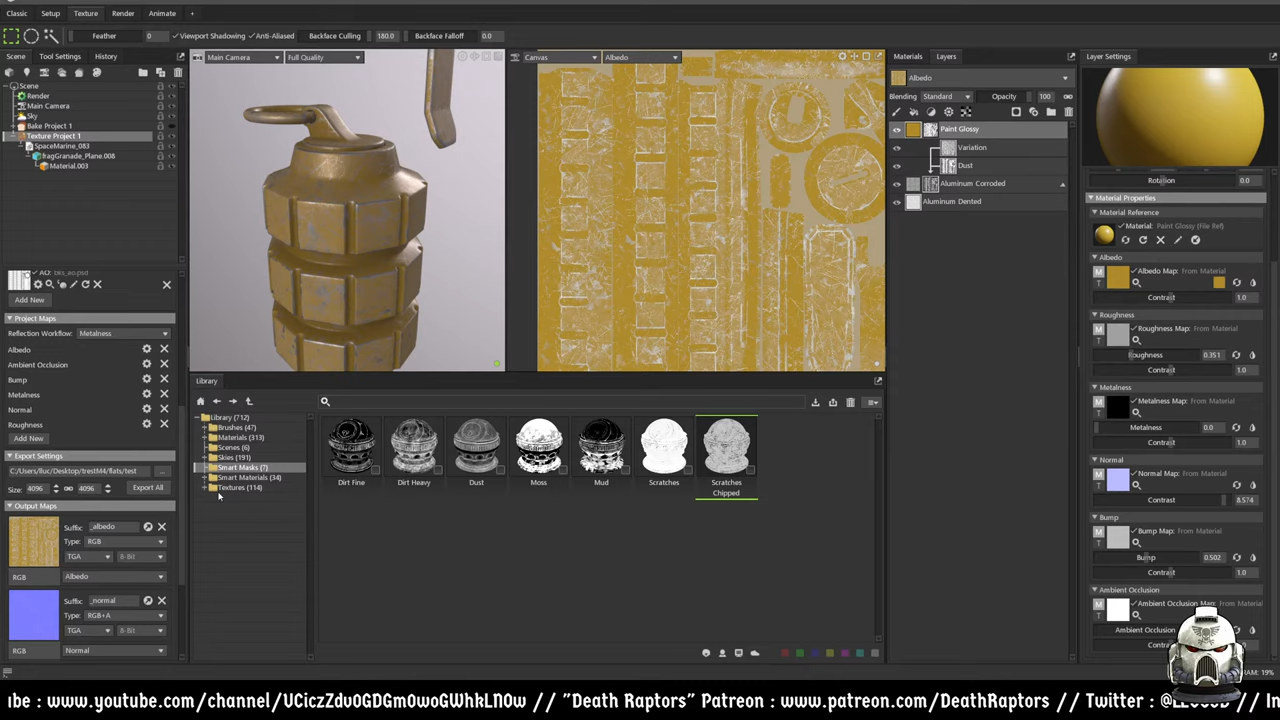 Classic Setup Texture Render Animate +
Feather 0 Viewport Shadowing Anti-Aliased Backface Culling 180.0 Backface Falloff 0.0
Scene Tool Settings History
Scene
Render
Main Camera
Sky
Bake Project 1
Texture Project 1
SpaceMarine_083
fragGranade_Plane.008
Material.003
Add New
Project Maps
Reflection Workflow: Metalness
Albedo
Ambient Occlusion
Bump
Metalness
Normal
Roughness
Add New
Export Settings
C:/Users/lluc/Desktop/trestM4/flats/test ...
Size: 4096 4096 Export All
Output Maps
Suffix: _albedo
Type: RGB
TGA 8-Bit
RGB Albedo
Suffix: _normal
Type: RGB+A
TGA 8-Bit
RGB Normal
Main Camera Full Quality
Canvas Albedo
Library
Library (712)
Brushes (47)
Materials (313)
Scenes (6)
Skies (191)
Smart Masks (7)
Smart Materials (34)
Textures (114)
Dirt Fine
Dirt Heavy
Dust
Moss
Mud
Scratches
Scratches Chipped
Materials Layers
Albedo
Blending Standard Opacity 100
Paint Glossy
Variation
Dust
Aluminum Corroded
Aluminum Dented
Layer Settings
Rotation 0.0
Material Properties
Material Reference
Material: Paint Glossy (File Ref)
Albedo
M
T
Albedo Map: From Material
Contrast 1.0
Roughness
M
T
Roughness Map: From Material
Roughness 0.351
Contrast 1.0
Metalness
M
T
Metalness Map: From Material
Metalness 0.0
Contrast 1.0
Normal
M
T
Normal Map: From Material
Contrast 8.574
Bump
M
T
Bump Map: From Material
Bump 0.502
Contrast 1.0
Ambient Occlusion
M
T
Ambient Occlusion Map: From Material
Ambient Occlusion
RAM: 19%
ibe : www.youtube.com/channel/UCiczZdv0GDGm0woGWhkLN0w // "Death Raptors" Patreon : www.patreon.com/DeathRaptors // Twitter :